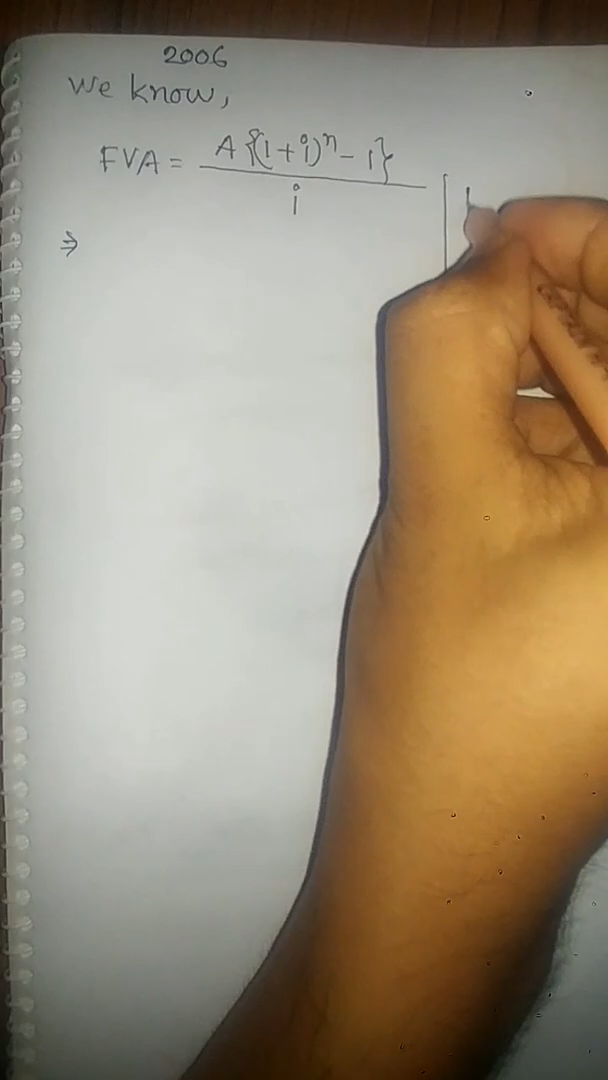 2006
We know,
FVA = A{(1+i)ⁿ - 1}
i
⇒